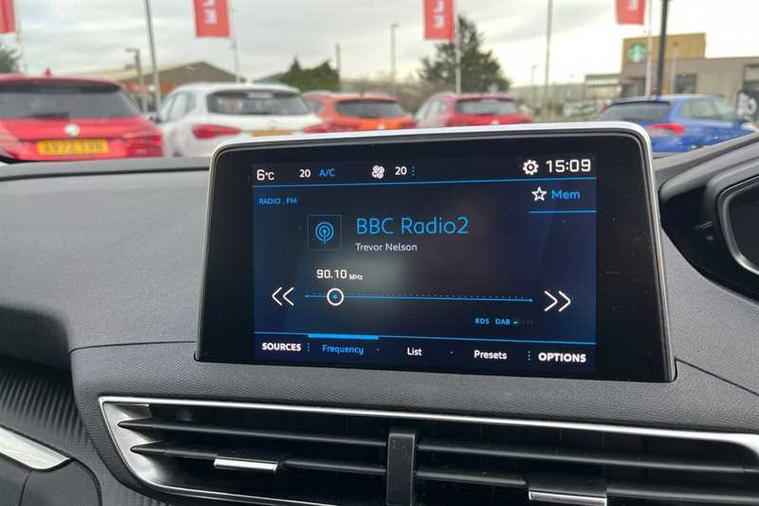 6°C 20 A/C 20 15:09
RADIO . FM
Mem
BBC Radio2
Trevor Nelson
90.10 MHz
RDS DAB
SOURCES Frequency List Presets OPTIONS